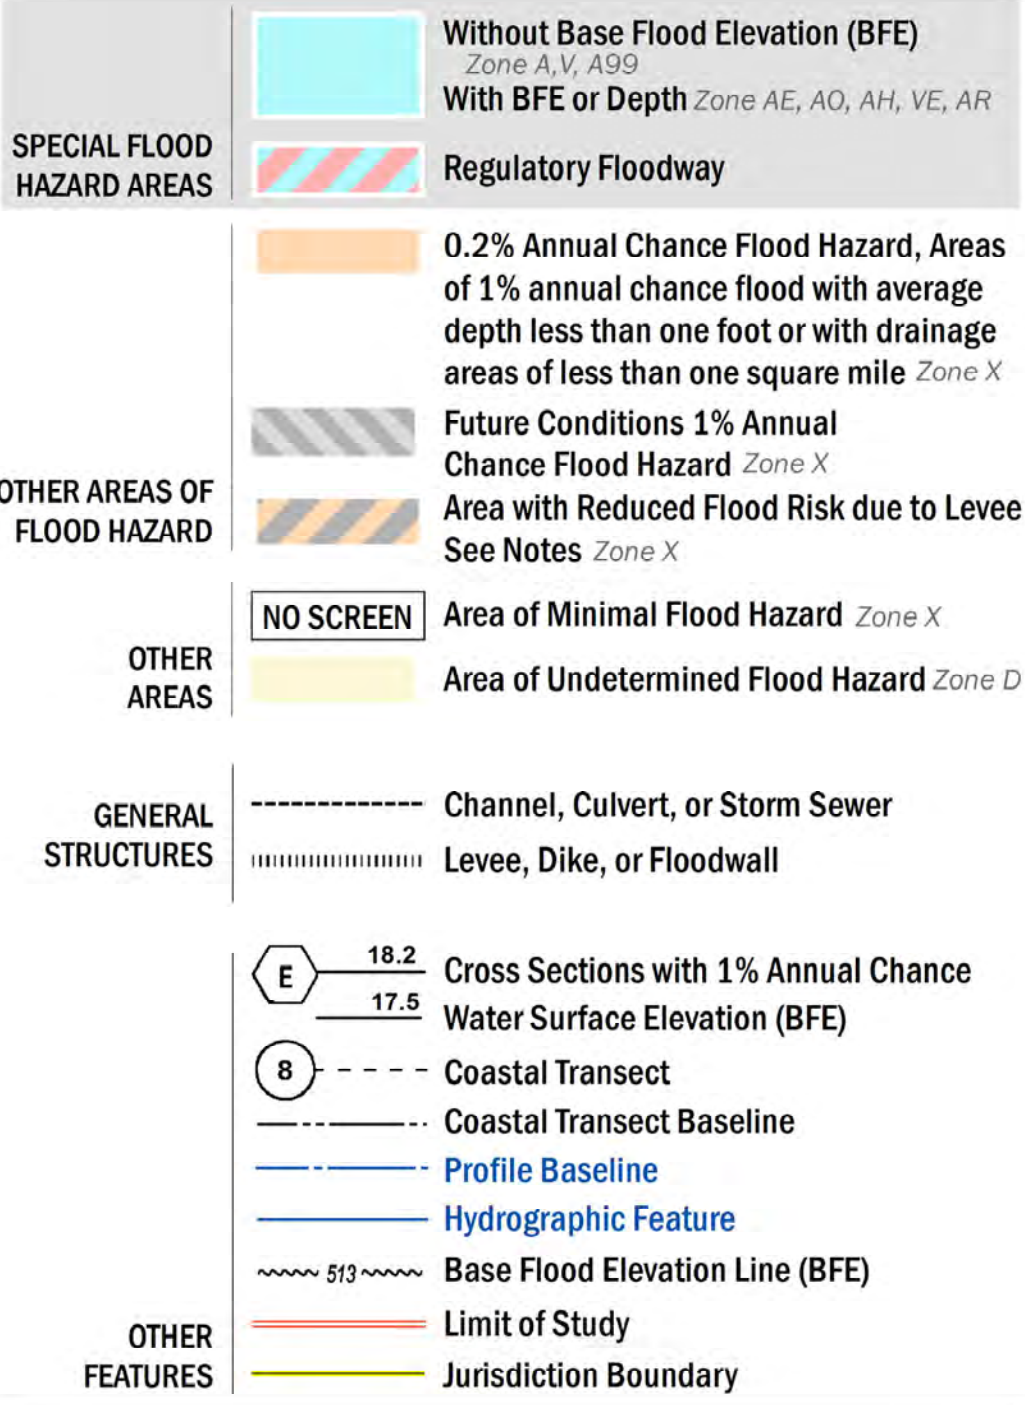 SPECIAL FLOOD
HAZARD AREAS
Without Base Flood Elevation (BFE)
Zone A,V, A99
With BFE or Depth Zone AE, AO, AH, VE, AR
Regulatory Floodway
OTHER AREAS OF
FLOOD HAZARD
0.2% Annual Chance Flood Hazard, Areas
of 1% annual chance flood with average
depth less than one foot or with drainage
areas of less than one square mile Zone X
Future Conditions 1% Annual
Chance Flood Hazard Zone X
Area with Reduced Flood Risk due to Levee
See Notes Zone X
OTHER
AREAS
NO SCREEN Area of Minimal Flood Hazard Zone X
Area of Undetermined Flood Hazard Zone D
GENERAL
STRUCTURES
Channel, Culvert, or Storm Sewer
Levee, Dike, or Floodwall
OTHER
FEATURES
E 18.2 Cross Sections with 1% Annual Chance
17.5 Water Surface Elevation (BFE)
8 Coastal Transect
Coastal Transect Baseline
Profile Baseline
Hydrographic Feature
513 Base Flood Elevation Line (BFE)
Limit of Study
Jurisdiction Boundary